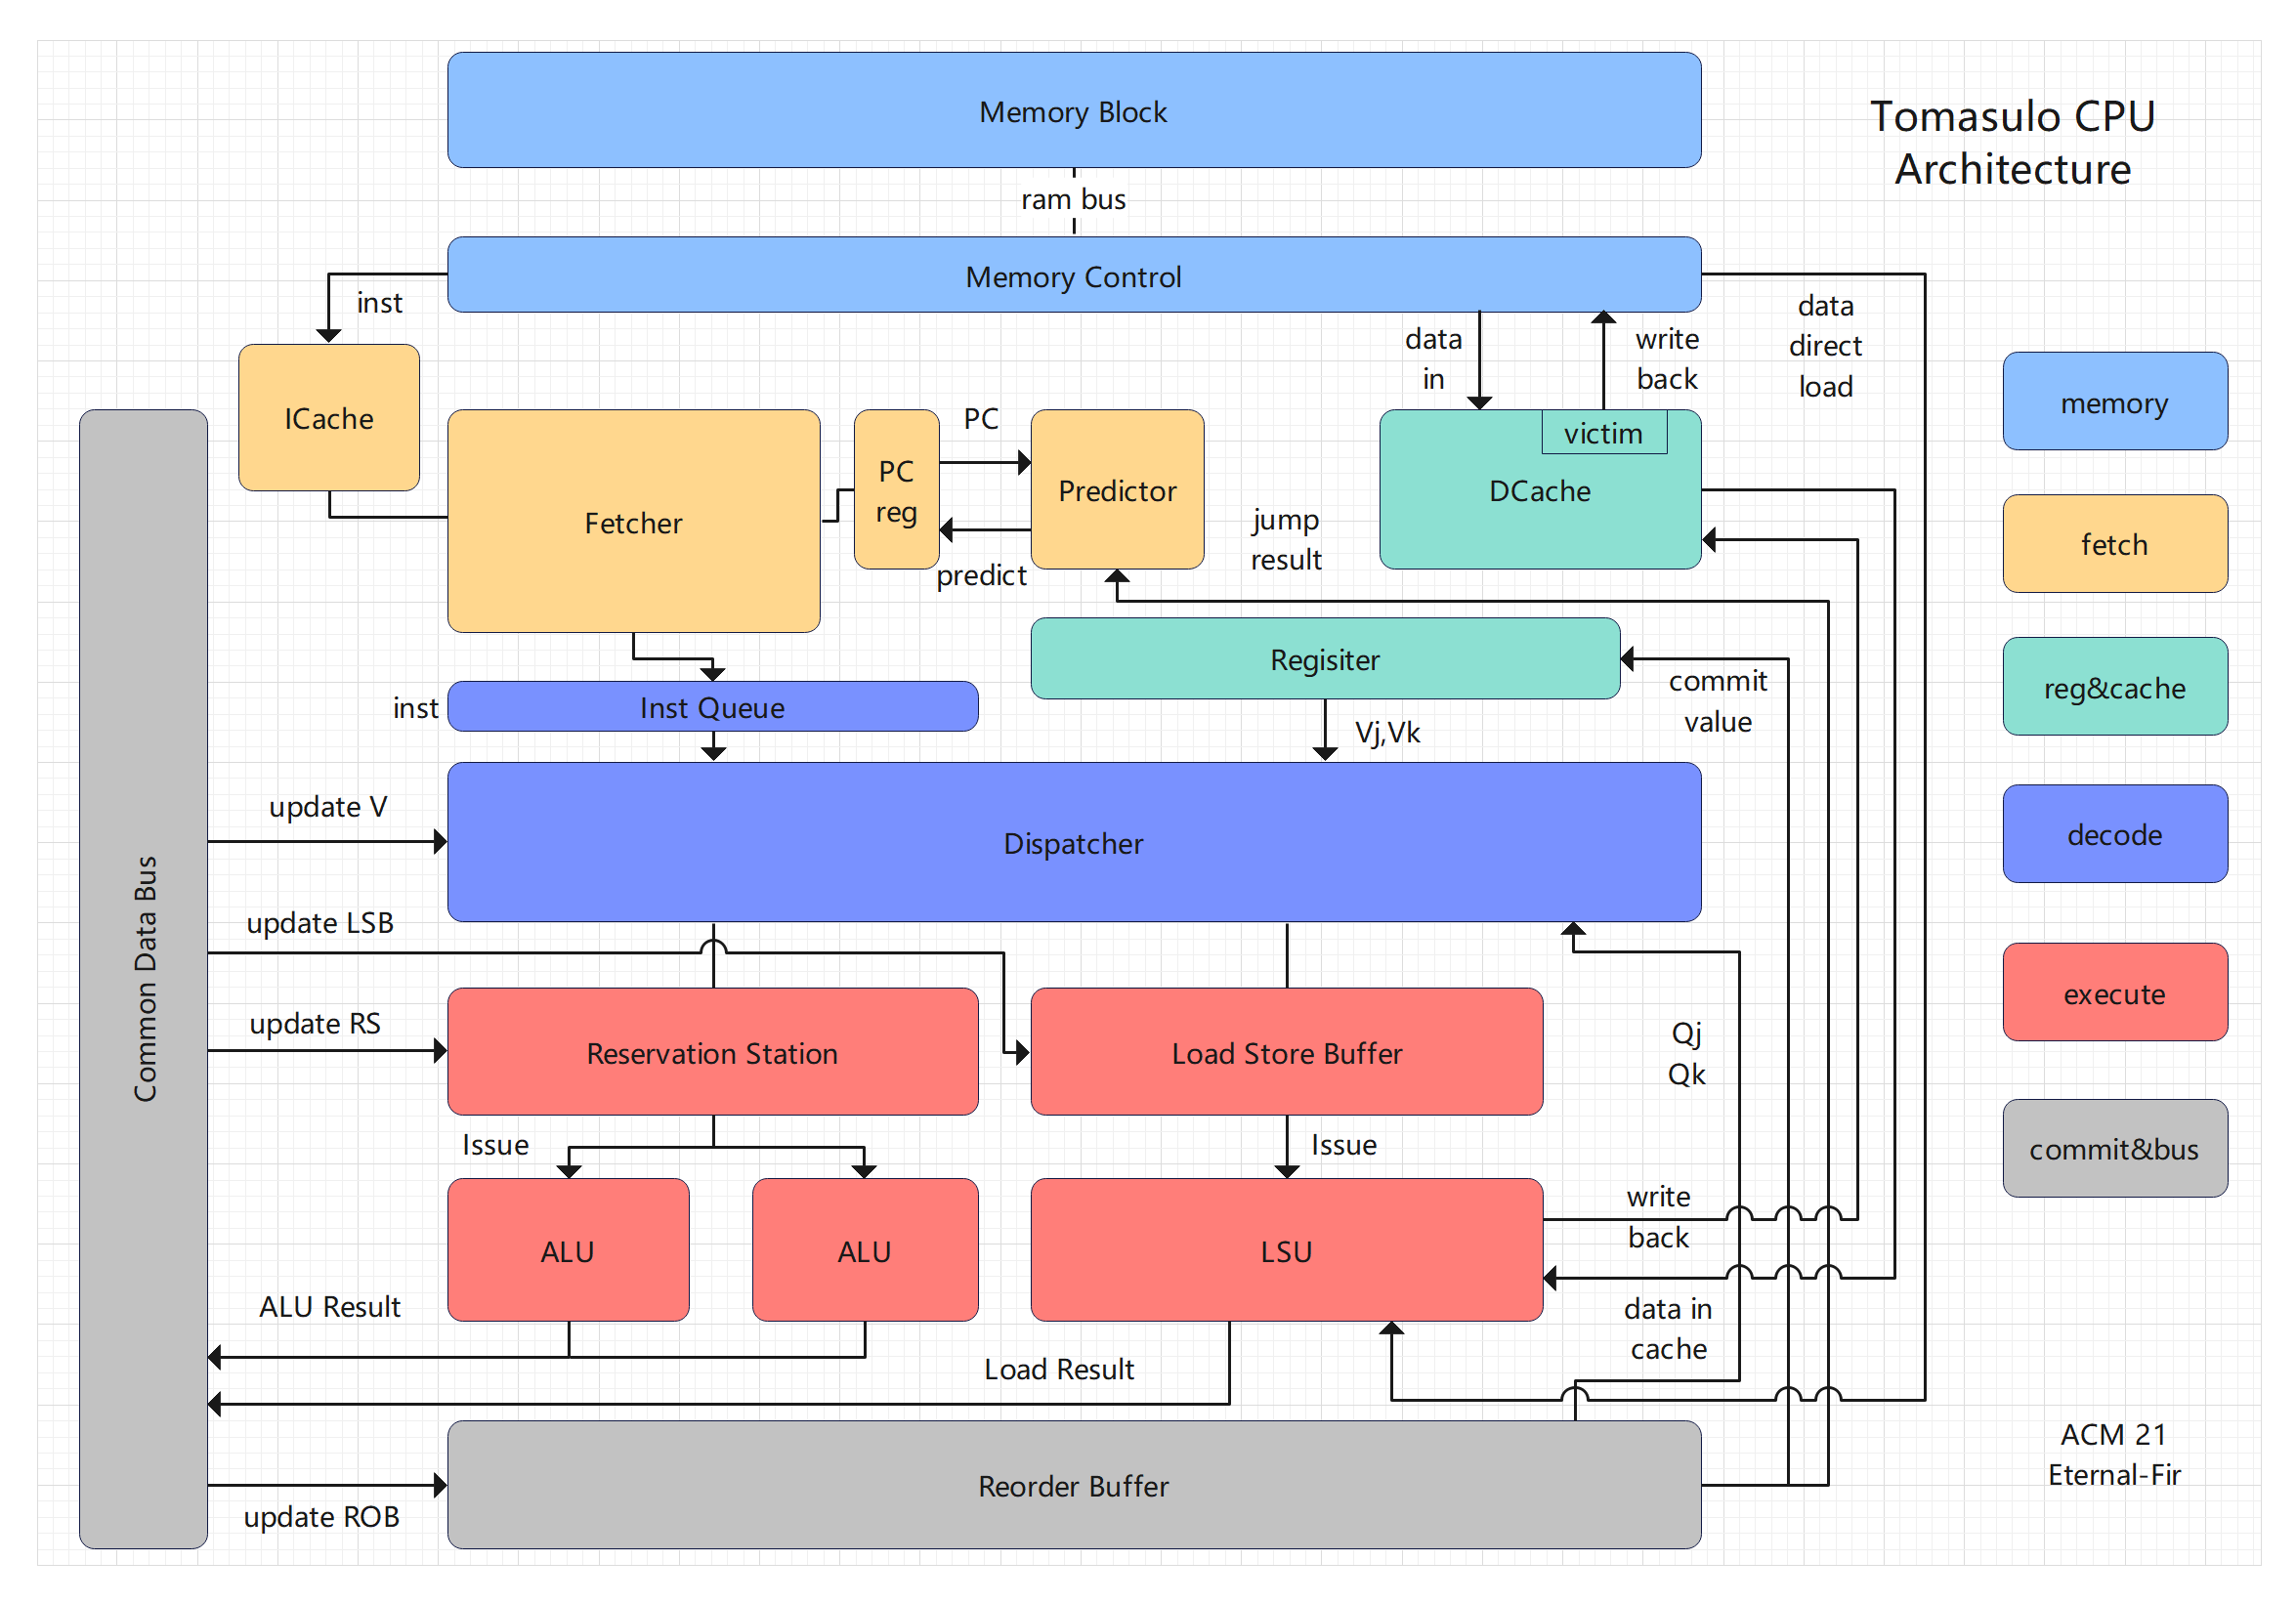 Memory Block
Tomasulo CPU
Architecture
ram bus
Memory Control
inst
data
direct
load
data
in
write
back
memory
ICache
PC
victim
PC
reg
Predictor
DCache
Fetcher
jump
result
fetch
predict
Regisiter
commit
value
reg&cache
inst
Inst Queue
Vj,Vk
update V
Dispatcher
decode
Common Data Bus
update LSB
update RS
Reservation Station
Load Store Buffer
Qj
Qk
execute
Issue
Issue
commit&bus
write
back
ALU
ALU
LSU
ALU Result
data in
cache
Load Result
Reorder Buffer
update ROB
ACM 21
Eternal-Fir